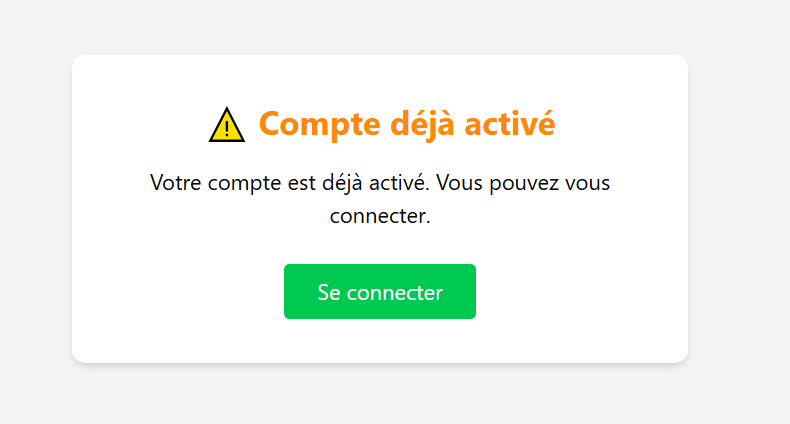 ⚠️ Compte déjà activé
Votre compte est déjà activé. Vous pouvez vous
connecter.
Se connecter